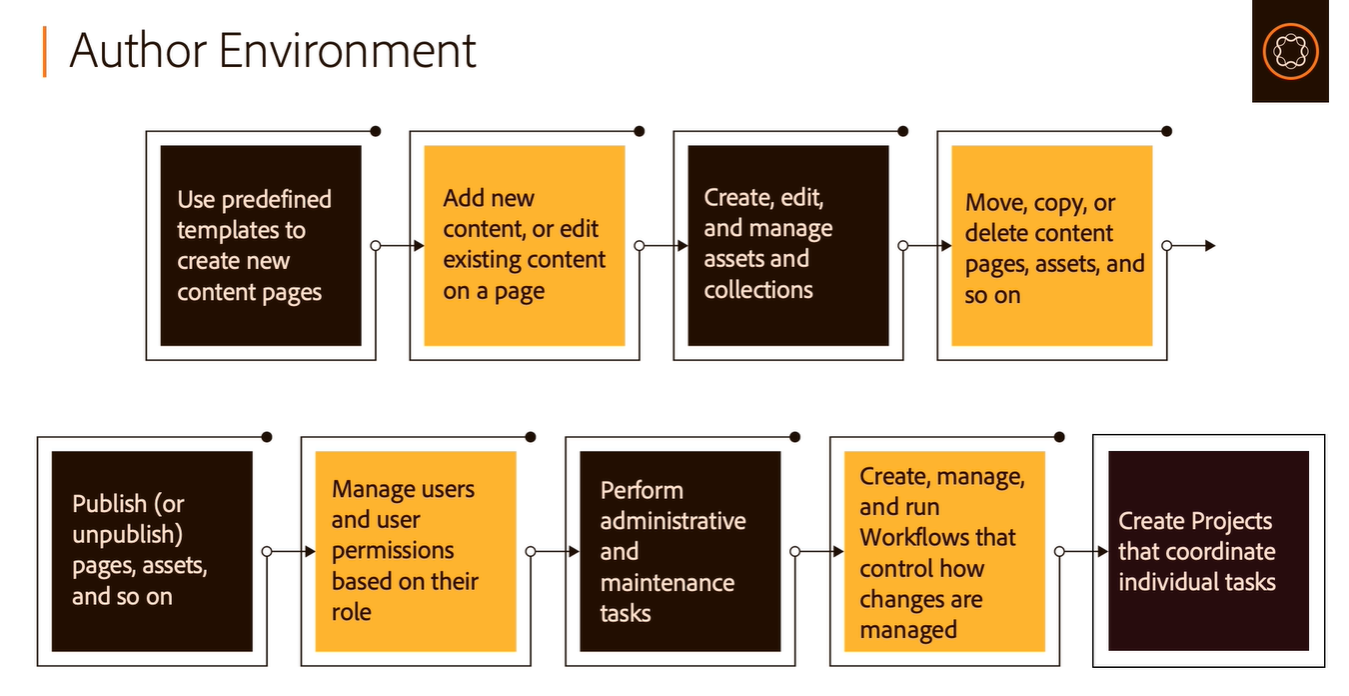 Author Environment
Use predefined
templates to
create new
content pages
Add new
content, or edit
existing content
on a page
Create, edit,
and manage
assets and
collections
Move, copy, or
delete content
pages, assets, and
so on
Publish (or
unpublish)
pages, assets,
and so on
Manage users
and user
permissions
based on their
role
Perform
administrative
and
maintenance
tasks
Create, manage,
and run
Workflows that
control how
changes are
managed
Create Projects
that coordinate
individual tasks